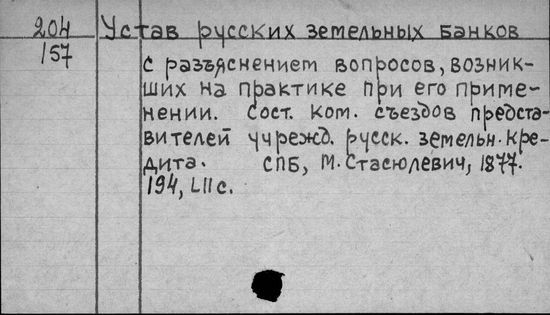 204 Устав русских земельных банков
157
с разъяснением вопросов, возник-
ших на практике при его приме-
нении. Сост. ком. съездов предста-
вителей учрежд. русск. земельн. кре-
дита. СПБ, М. Стасюлевич, 1877.
194, LII с.